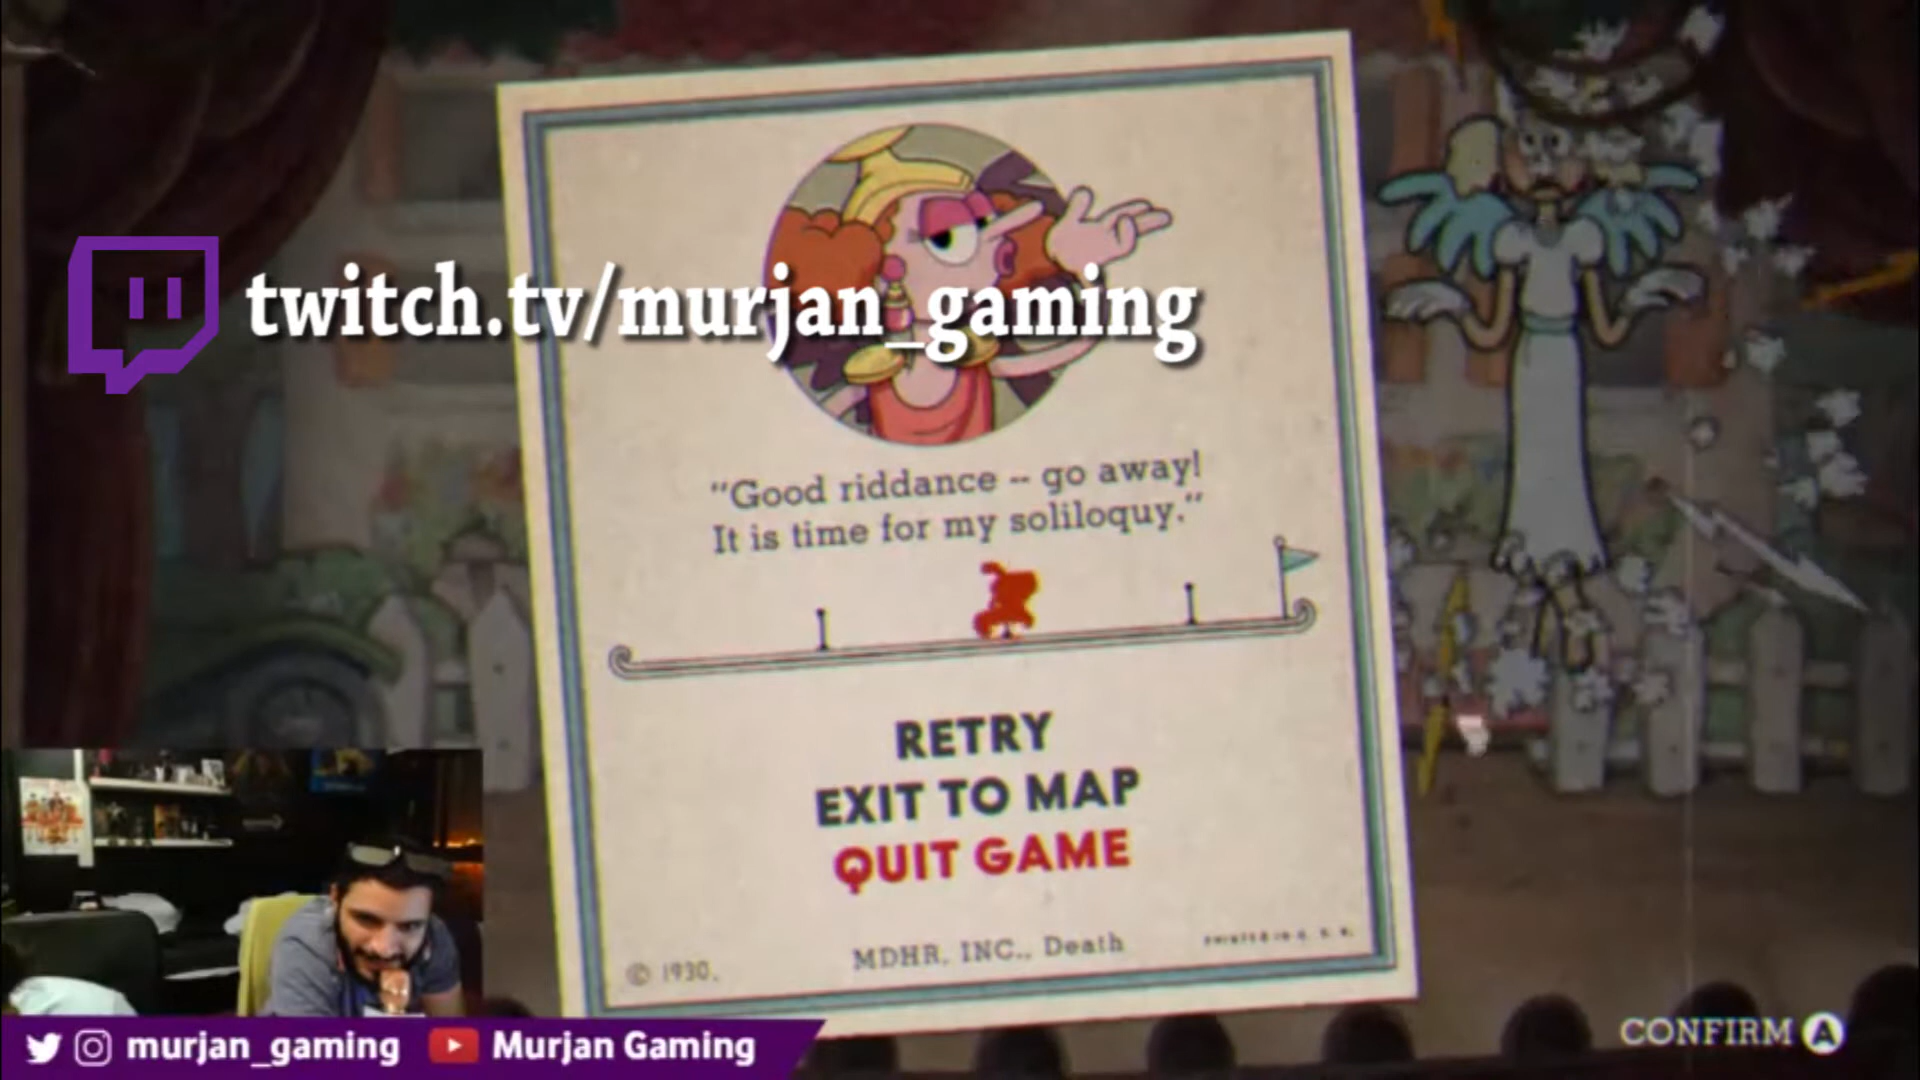 twitch.tv/murjan_gaming
"Good riddance -- go away!
It is time for my soliloquy."
RETRY
EXIT TO MAP
QUIT GAME
© 1930.
MDHR. INC.. Death
CONFIRM A
murjan_gaming
Murjan Gaming